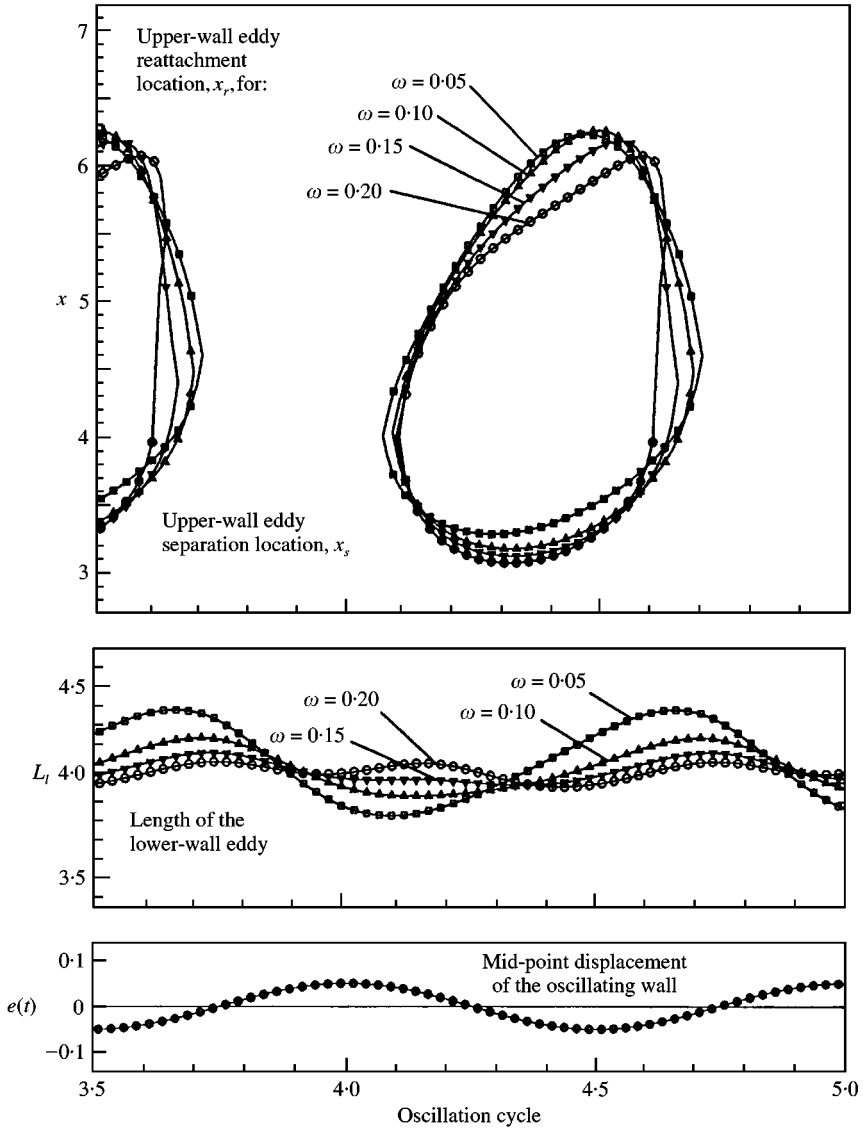 7
6
x 5
4
3
Upper-wall eddy
reattachment
location, xr, for:
ω = 0·05
ω = 0·10
ω = 0·15
ω = 0·20
Upper-wall eddy
separation location, xs
4·5
Ll 4·0
3·5
ω = 0·20
ω = 0·15
ω = 0·05
ω = 0·10
Length of the
lower-wall eddy
0·1
e(t) 0
−0·1
Mid-point displacement
of the oscillating wall
3·5 4·0 4·5 5·0
Oscillation cycle